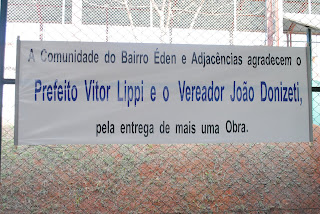 A Comunidade do Bairro Éden e Adjacências agradecem o
Prefeito Vitor Lippi e o Vereador João Donizeti,
pela entrega de mais uma Obra.